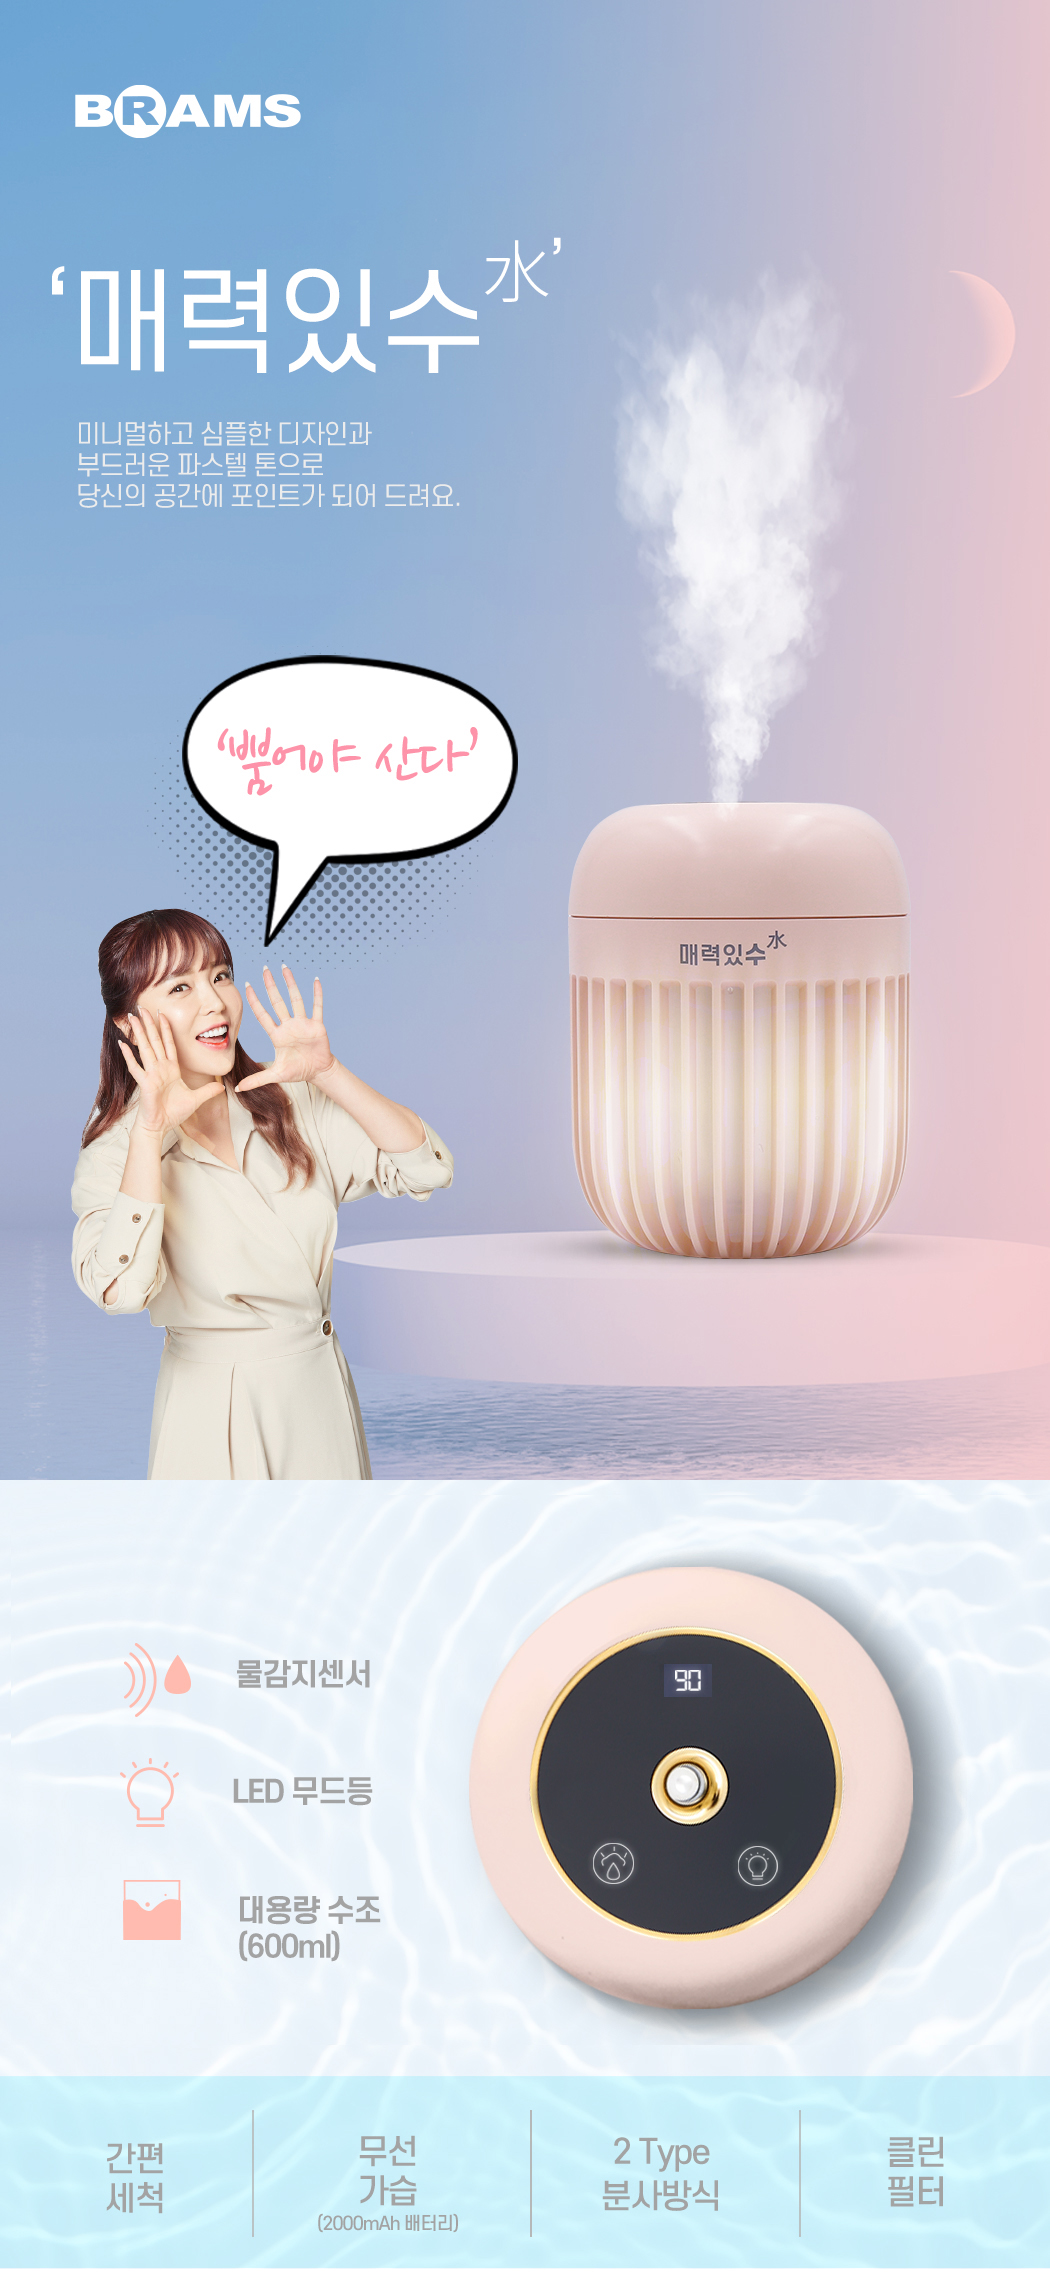 BRAMS
‘매력있수水’
미니멀하고 심플한 디자인과
부드러운 파스텔 톤으로
당신의 공간에 포인트가 되어 드려요.
‘뿜어야 산다’
매력있수水
물감지센서
90
LED 무드등
대용량 수조
(600ml)
간편
세척
무선
가습
(2000mAh 배터리)
2 Type
분사방식
클린
필터